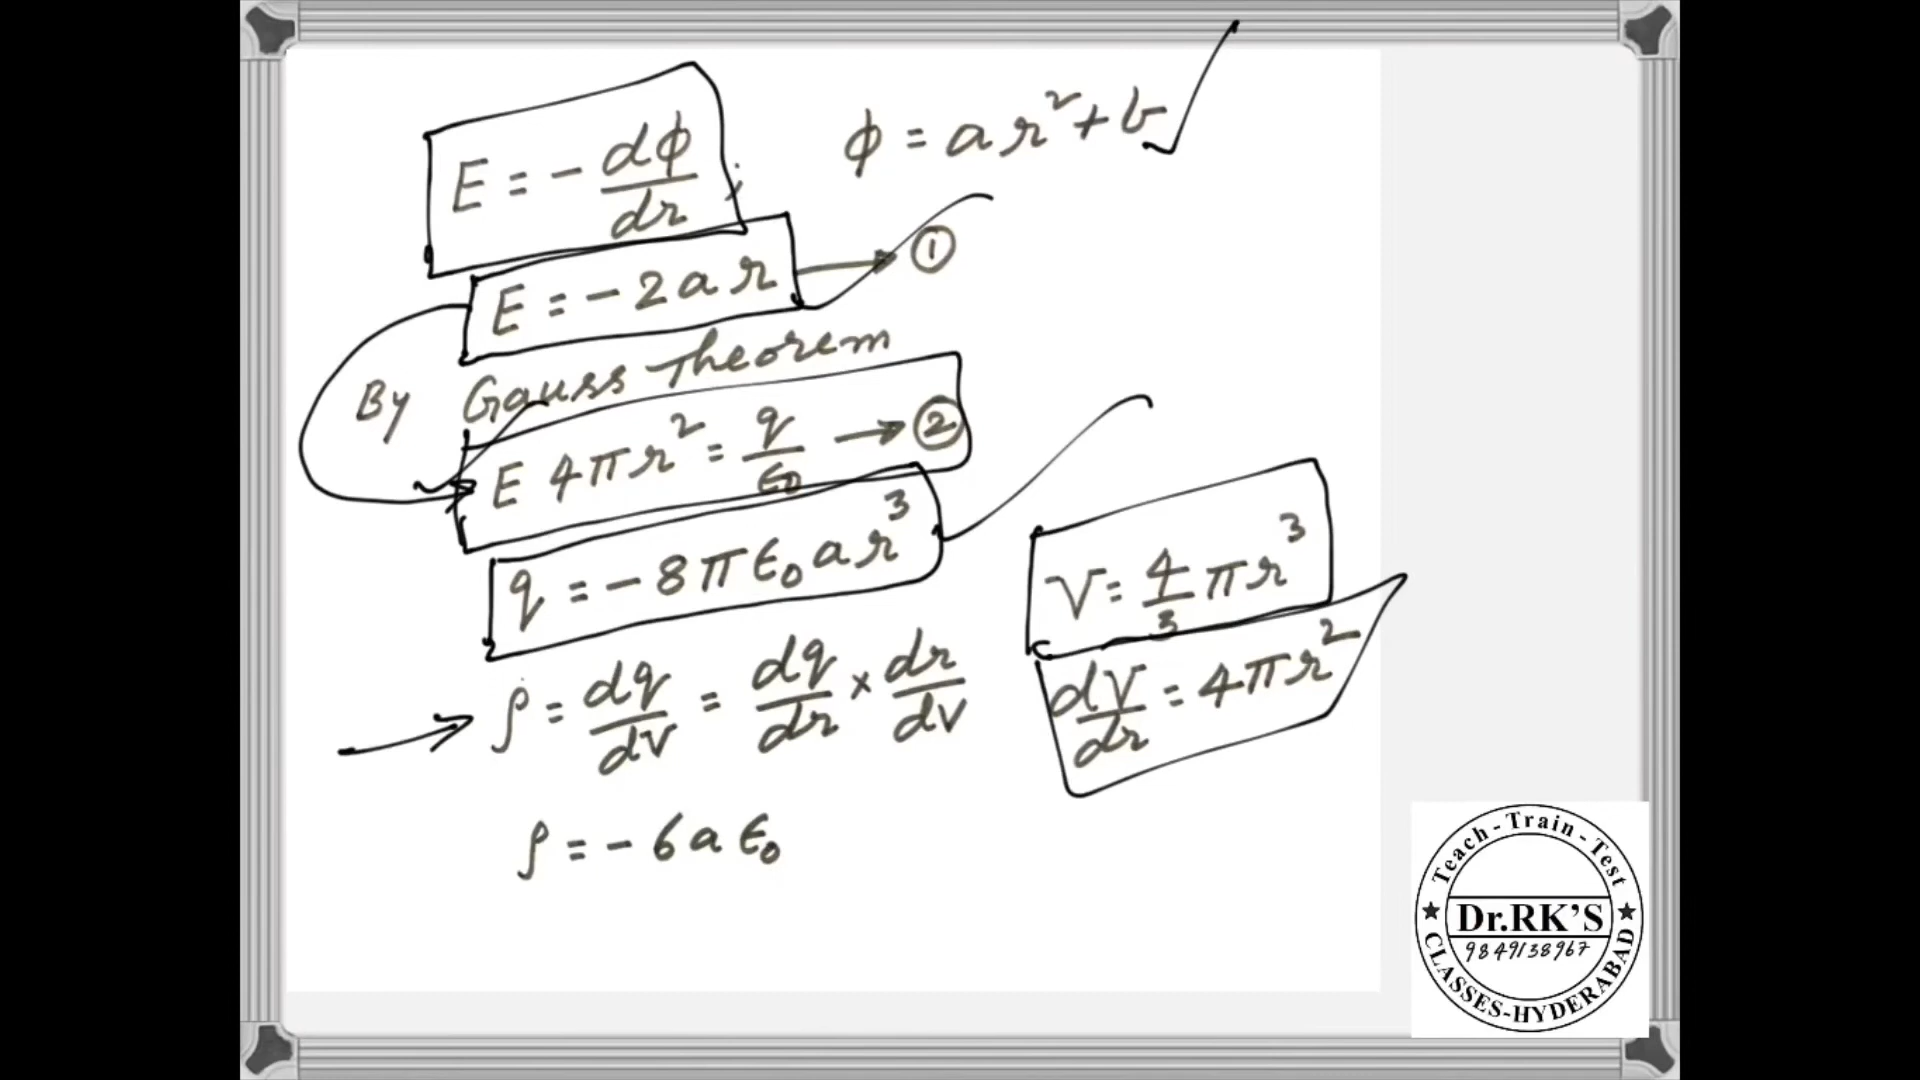 E = - dϕ/dr ; ϕ = ar² + b
E = - 2ar → ①
By Gauss Theorem
E 4πr² = q/ϵ₀ → ②
q = - 8πϵ₀ar³
V = 4/3 πr³
ρ = dq/dV = dq/dr × dr/dV
dV/dr = 4πr²
ρ = - 6aϵ₀
Teach - Train - Test
★ Dr.RK'S ★
9849138967
CLASSES-HYDERABAD